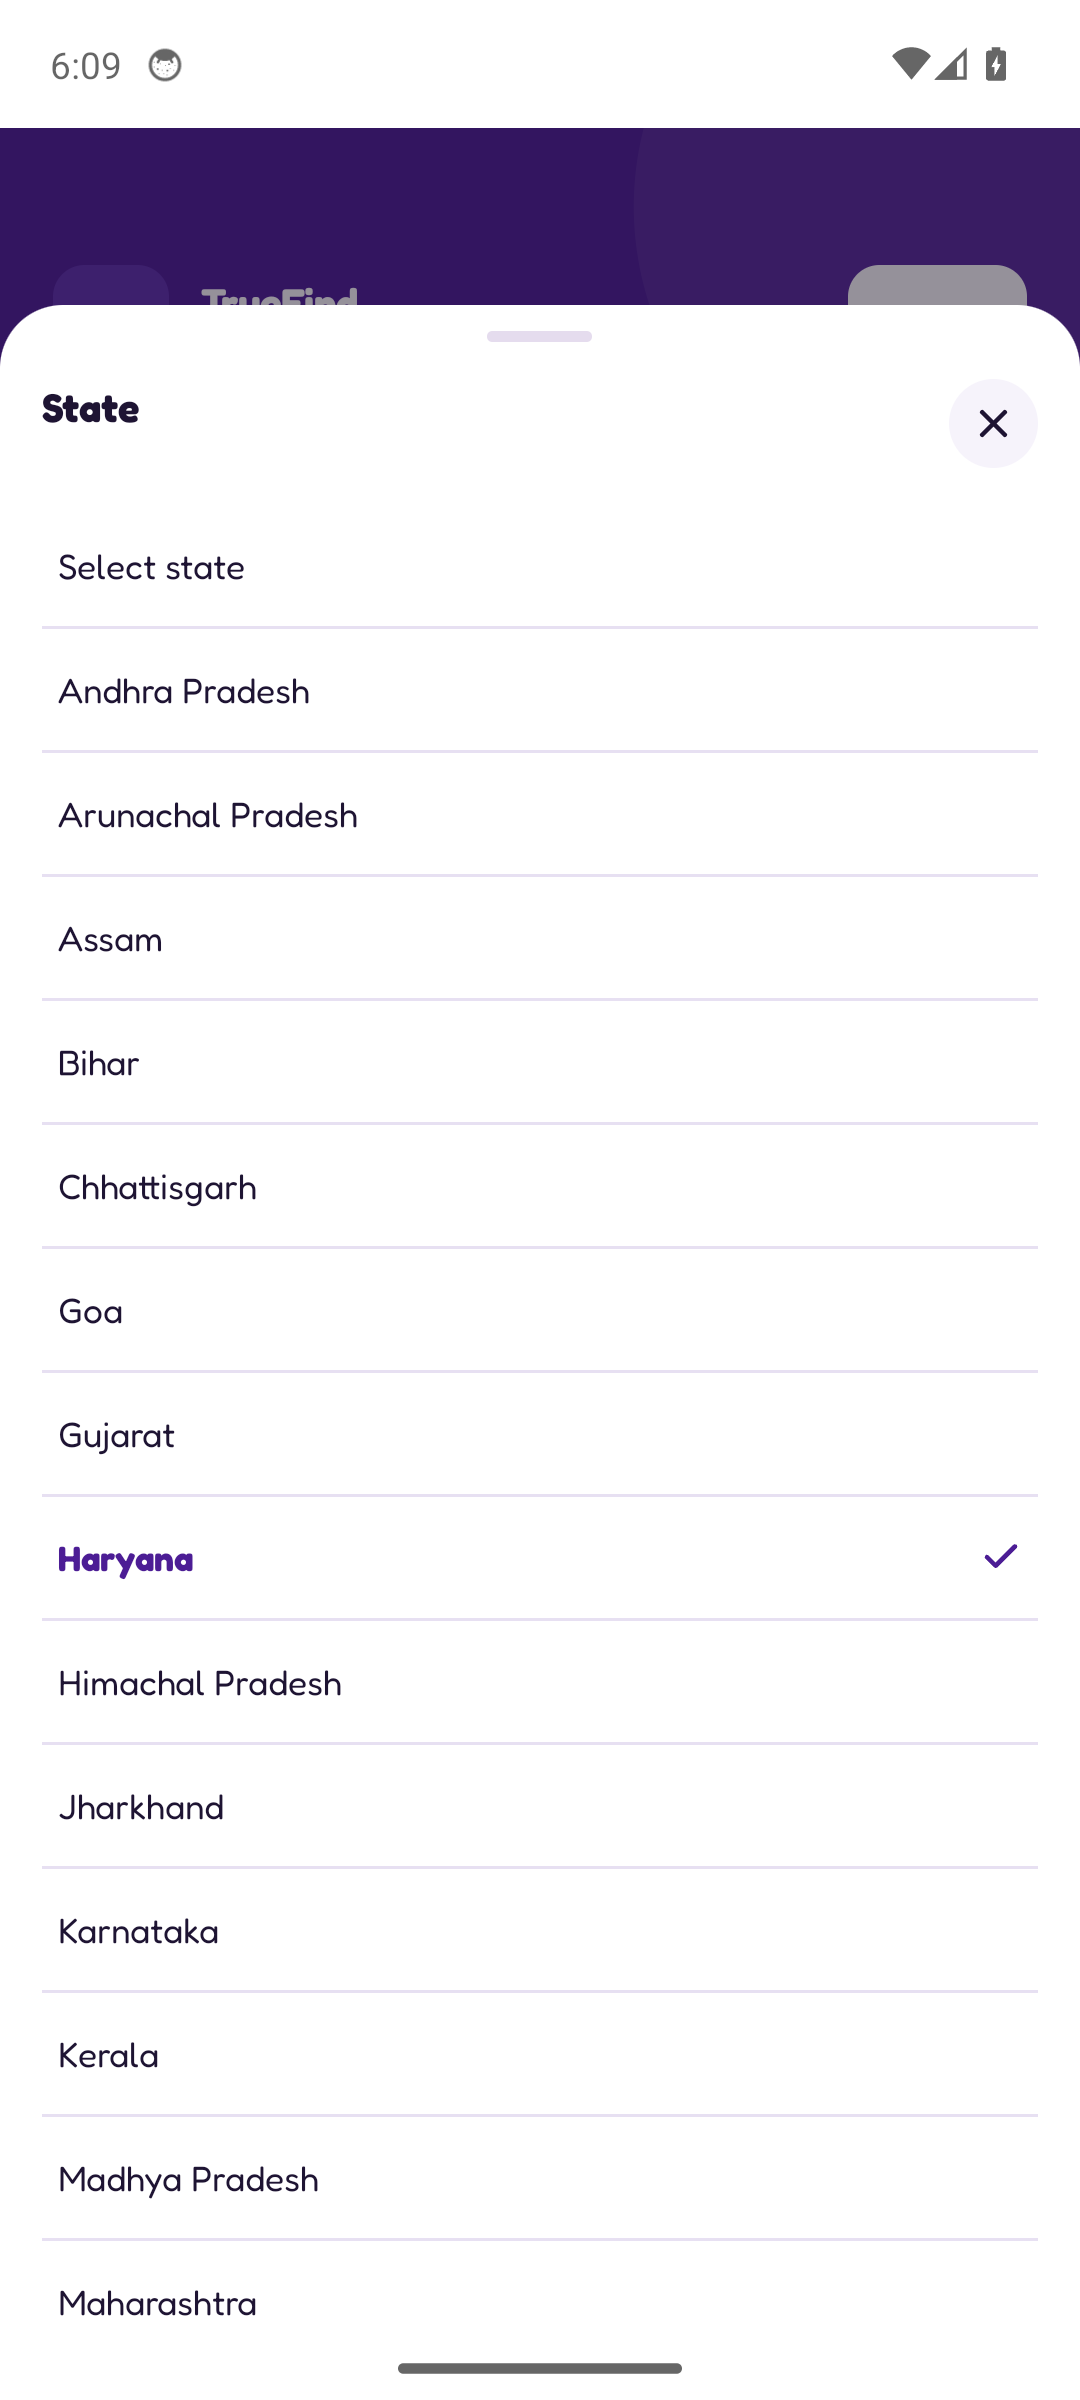 6:09
TrueFind
State
Select state
Andhra Pradesh
Arunachal Pradesh
Assam
Bihar
Chhattisgarh
Goa
Gujarat
Haryana
Himachal Pradesh
Jharkhand
Karnataka
Kerala
Madhya Pradesh
Maharashtra